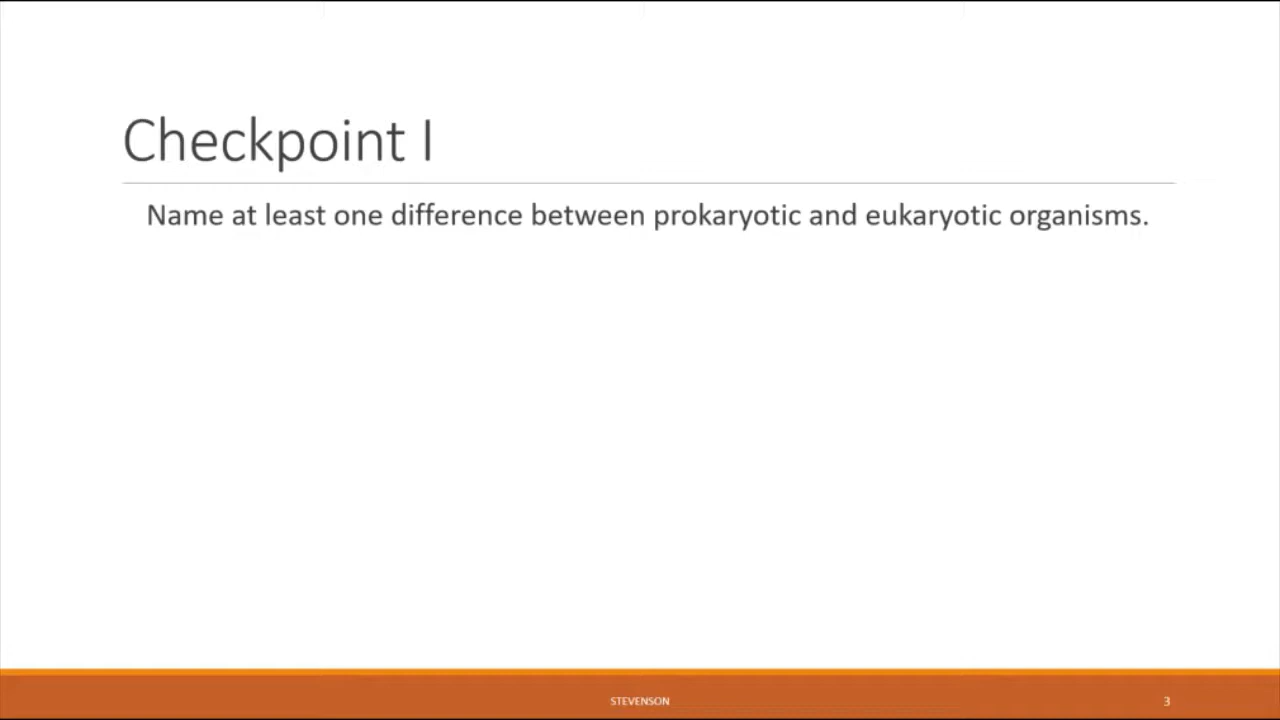 Checkpoint I
Name at least one difference between prokaryotic and eukaryotic organisms.
STEVENSON
3